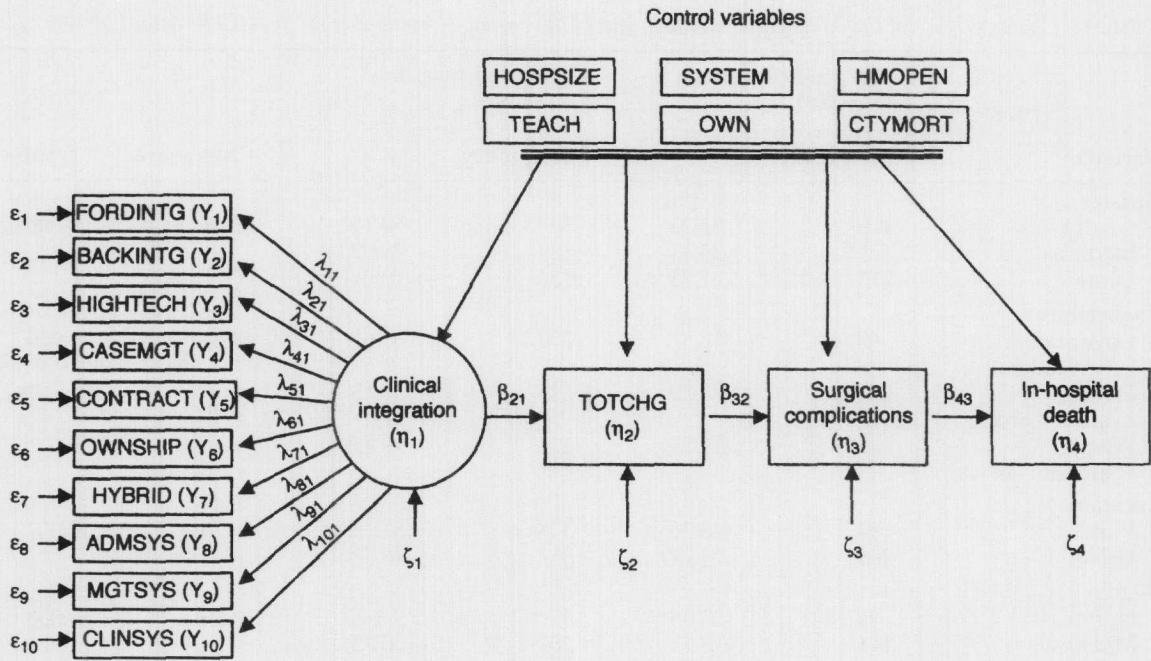 Control variables
HOSPSIZE SYSTEM HMOPEN
TEACH OWN CTYMORT
ε1 FORDINTG (Y1)
ε2 BACKINTG (Y2)
ε3 HIGHTECH (Y3)
ε4 CASEMGT (Y4)
ε5 CONTRACT (Y5)
ε6 OWNSHIP (Y6)
ε7 HYBRID (Y7)
ε8 ADMSYS (Y8)
ε9 MGTSYS (Y9)
ε10 CLINSYS (Y10)
λ11
λ21
λ31
λ41
λ51
λ61
λ71
λ81
λ91
λ101
Clinical
integration
(η1)
ζ1
β21
TOTCHG
(η2)
ζ2
β32
Surgical
complications
(η3)
ζ3
β43
In-hospital
death
(η4)
ζ4